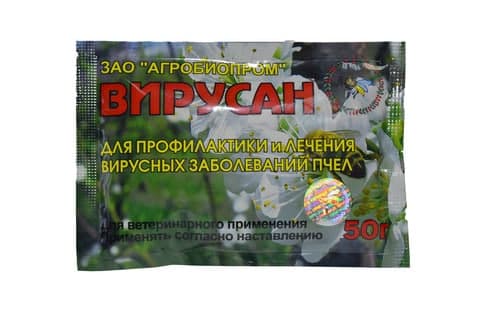 ЗАО "АГРОБИОПРОМ"
ВИРУСАН
ДЛЯ ПРОФИЛАКТИКИ и ЛЕЧЕНИЯ
ВИРУСНЫХ ЗАБОЛЕВАНИЙ ПЧЕЛ
Для ветеринарного применения
Применять согласно наставлению
50г